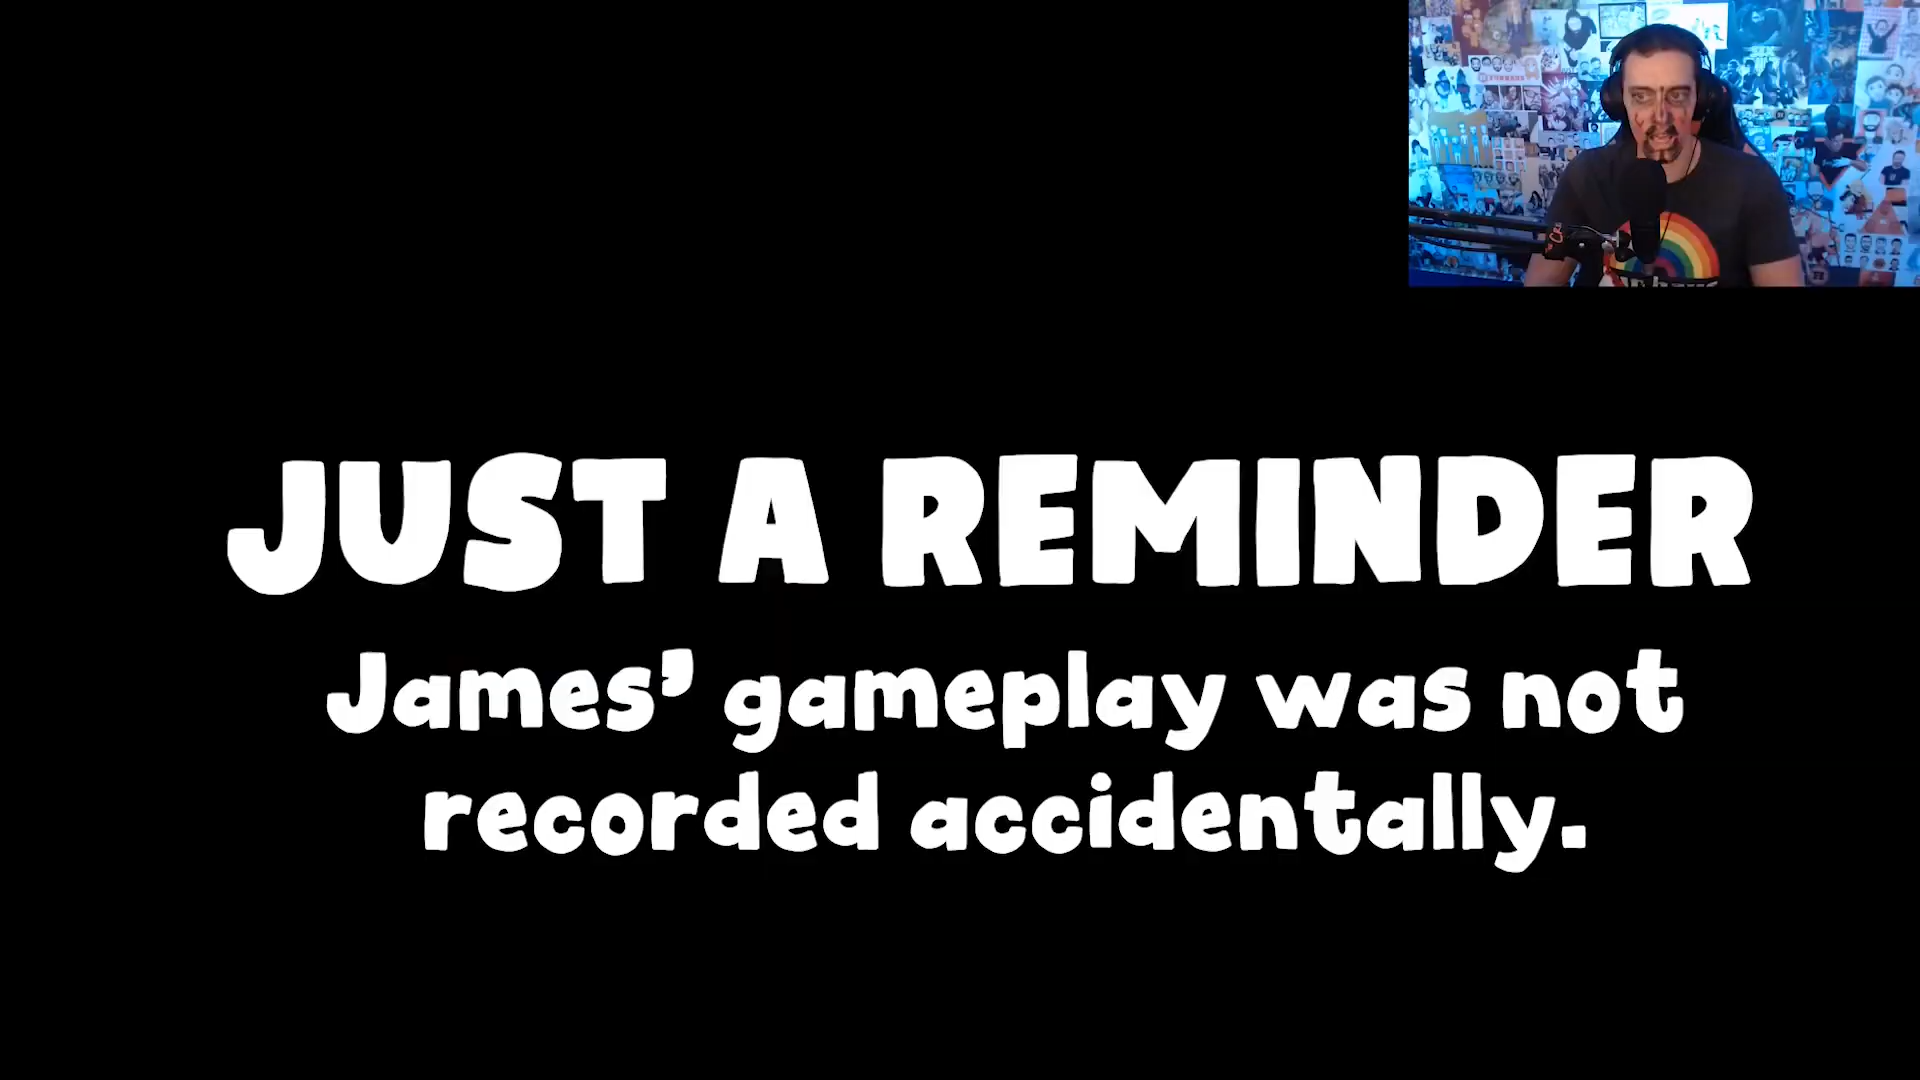 JUST A REMINDER
James’ gameplay was not
recorded accidentally.